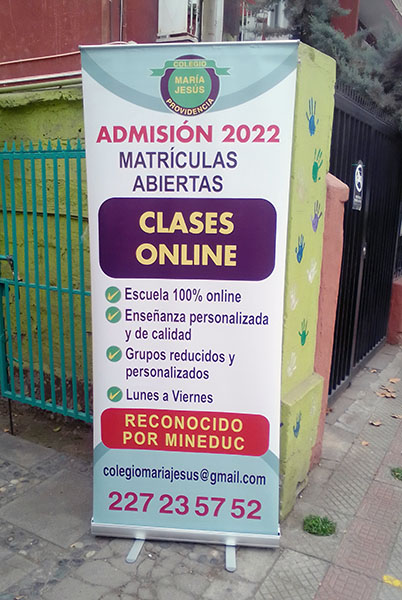 COLEGIO
MARÍA
JESÚS
PROVIDENCIA
ADMISIÓN 2022
MATRÍCULAS
ABIERTAS
CLASES
ONLINE
Escuela 100% online
Enseñanza personalizada
y de calidad
Grupos reducidos y
personalizados
Lunes a Viernes
RECONOCIDO
POR MINEDUC
colegiomariajesus@gmail.com
227 23 57 52